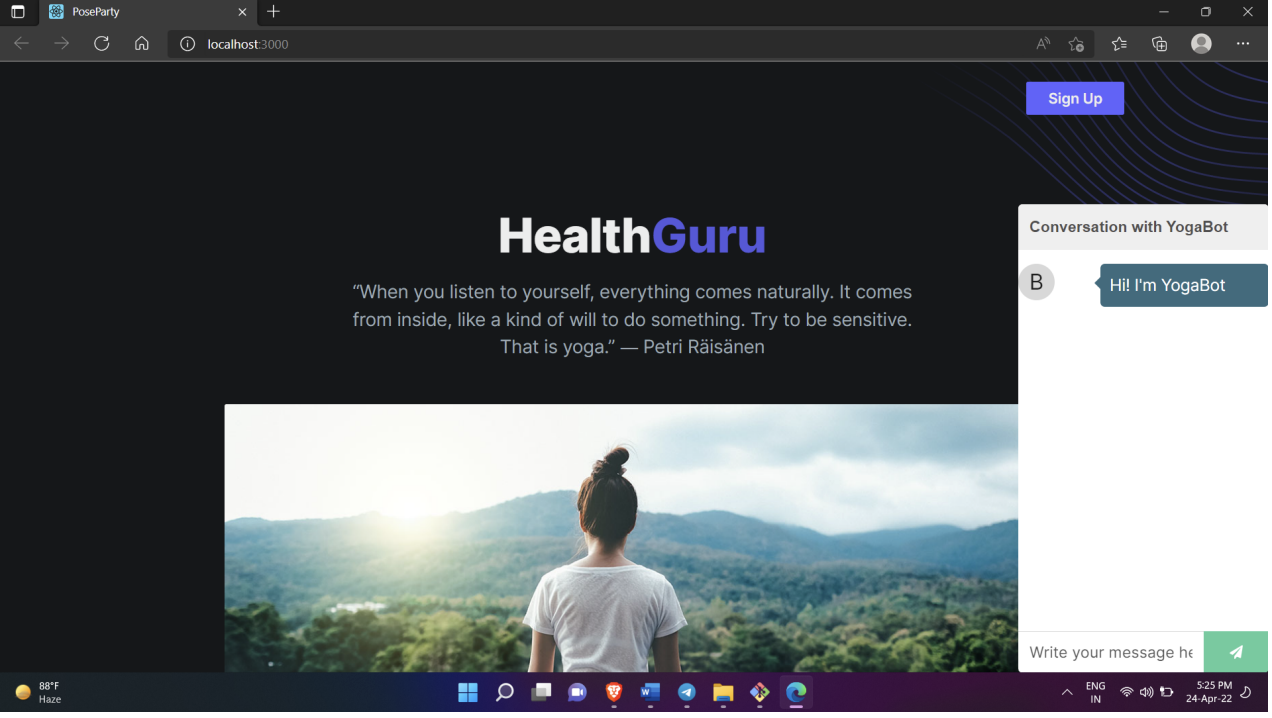 PoseParty
localhost:3000
Sign Up
HealthGuru
“When you listen to yourself, everything comes naturally. It comes
from inside, like a kind of will to do something. Try to be sensitive.
That is yoga.” — Petri Räisänen
Conversation with YogaBot
B
Hi! I'm YogaBot
Write your message he
88°F
Haze
ENG
IN
5:25 PM
24-Apr-22